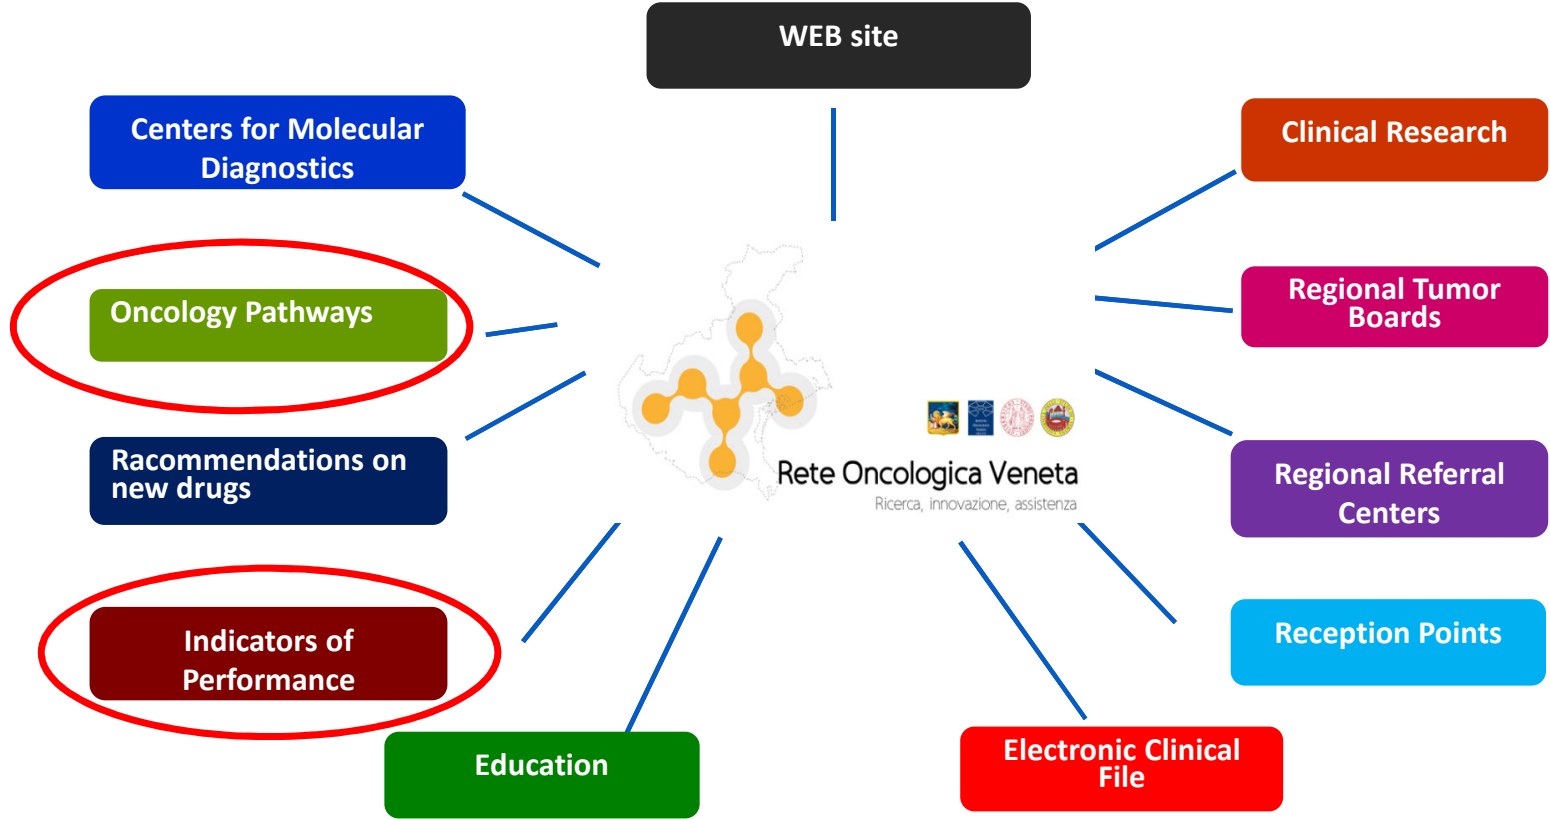 WEB site
Centers for Molecular
Diagnostics
Clinical Research
Oncology Pathways
Regional Tumor
Boards
Racommendations on
new drugs
Rete Oncologica Veneta
Ricerca, innovazione, assistenza
Regional Referral
Centers
Indicators of
Performance
Reception Points
Education
Electronic Clinical
File